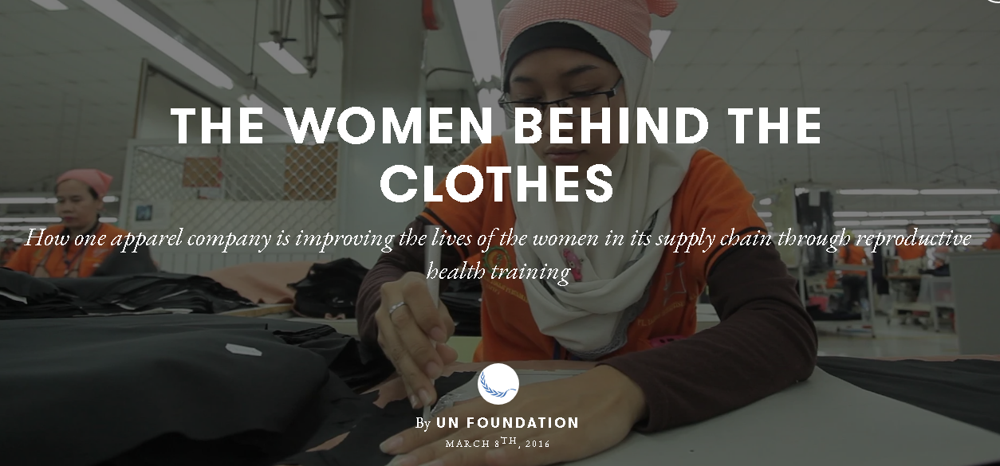 THE WOMEN BEHIND THE
CLOTHES
How one apparel company is improving the lives of the women in its supply chain through reproductive
health training
By UN FOUNDATION
MARCH 8TH, 2016